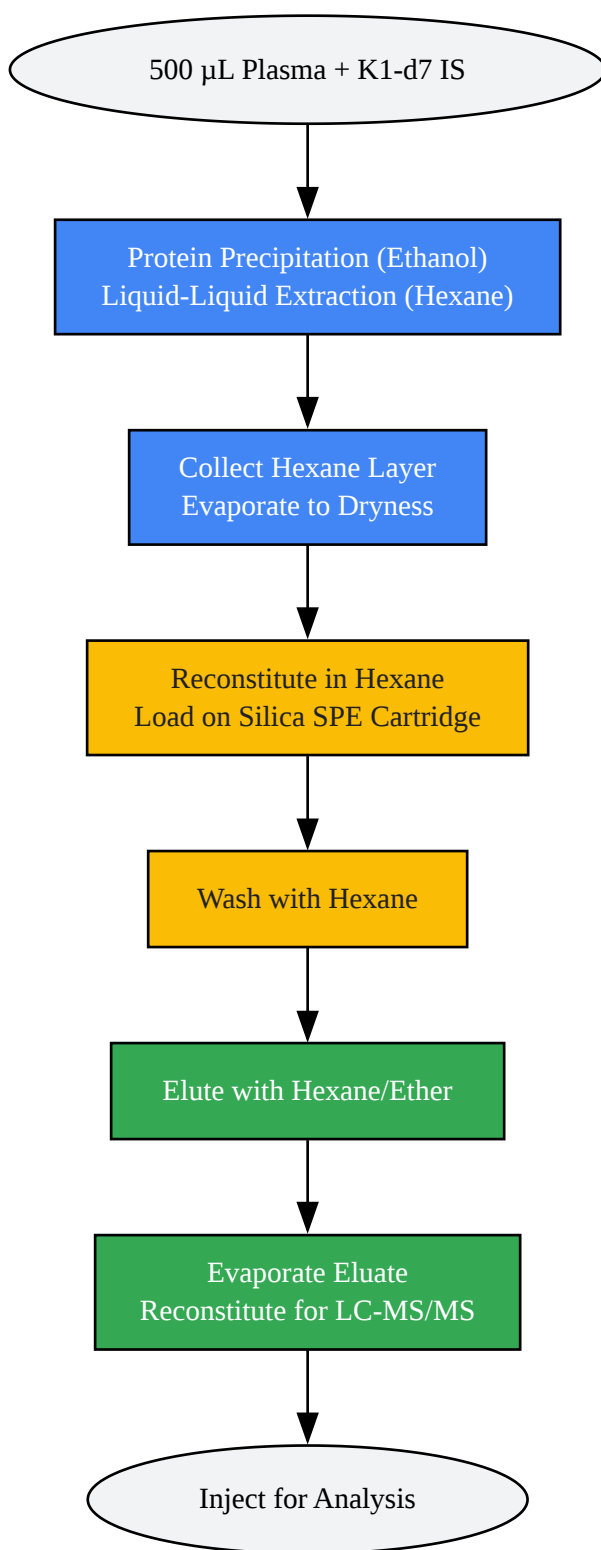 500 µL Plasma + K1-d7 IS
Protein Precipitation (Ethanol)
Liquid-Liquid Extraction (Hexane)
Collect Hexane Layer
Evaporate to Dryness
Reconstitute in Hexane
Load on Silica SPE Cartridge
Wash with Hexane
Elute with Hexane/Ether
Evaporate Eluate
Reconstitute for LC-MS/MS
Inject for Analysis